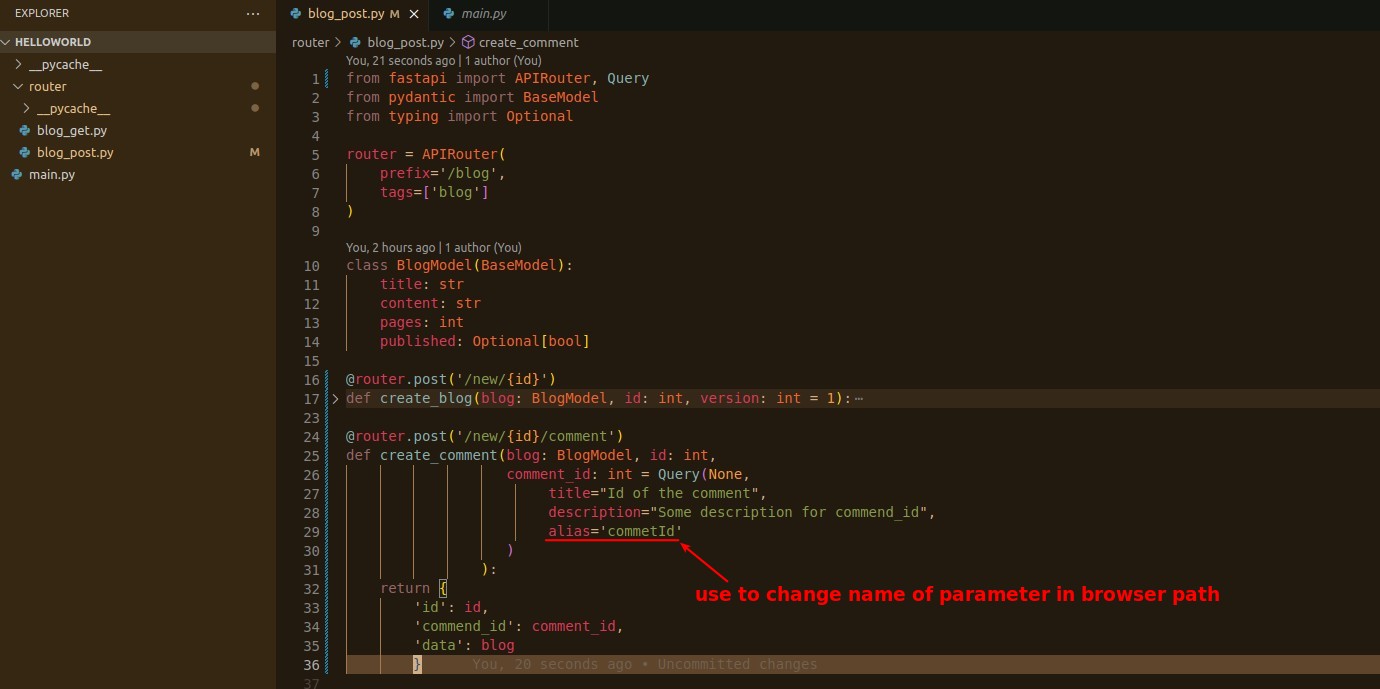 EXPLORER ...
blog_post.py M
main.py
HELLOWORLD
__pycache__
router
__pycache__
blog_get.py
blog_post.py M
main.py
router > blog_post.py > create_comment
You, 21 seconds ago | 1 author (You)
1 from fastapi import APIRouter, Query
2 from pydantic import BaseModel
3 from typing import Optional
4
5 router = APIRouter(
6     prefix='/blog',
7     tags=['blog']
8 )
9
You, 2 hours ago | 1 author (You)
10 class BlogModel(BaseModel):
11     title: str
12     content: str
13     pages: int
14     published: Optional[bool]
15
16 @router.post('/new/{id}')
17 def create_blog(blog: BlogModel, id: int, version: int = 1):⋯
23
24 @router.post('/new/{id}/comment')
25 def create_comment(blog: BlogModel, id: int,
26                    comment_id: int = Query(None,
27                         title="Id of the comment",
28                         description="Some description for commend_id",
29                         alias='commetId'
30                    )
31                 ):
32     return {
use to change name of parameter in browser path
33         'id': id,
34         'commend_id': comment_id,
35         'data': blog
36         } You, 20 seconds ago • Uncommitted changes
37